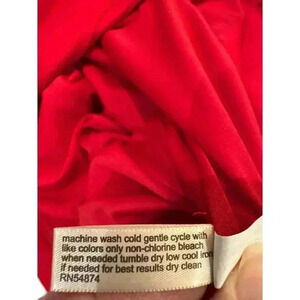 machine wash cold gentle cycle with
like colors only non-chlorine bleach
when needed tumble dry low cool iron
if needed for best results dry clean
RN54874